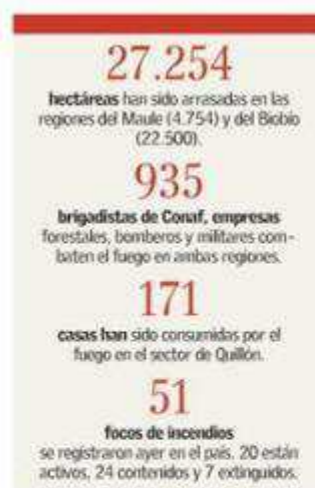 27.254
hectáreas han sido arrasadas en las
regiones del Maule (4.754) y del Biobío
(22.500).
935
brigadistas de Conaf, empresas
forestales, bomberos y militares com-
baten el fuego en ambas regiones.
171
casas han sido consumidas por el
fuego en el sector de Quillón.
51
focos de incendios
se registraron ayer en el país. 20 están
activos, 24 contenidos y 7 extinguidos.